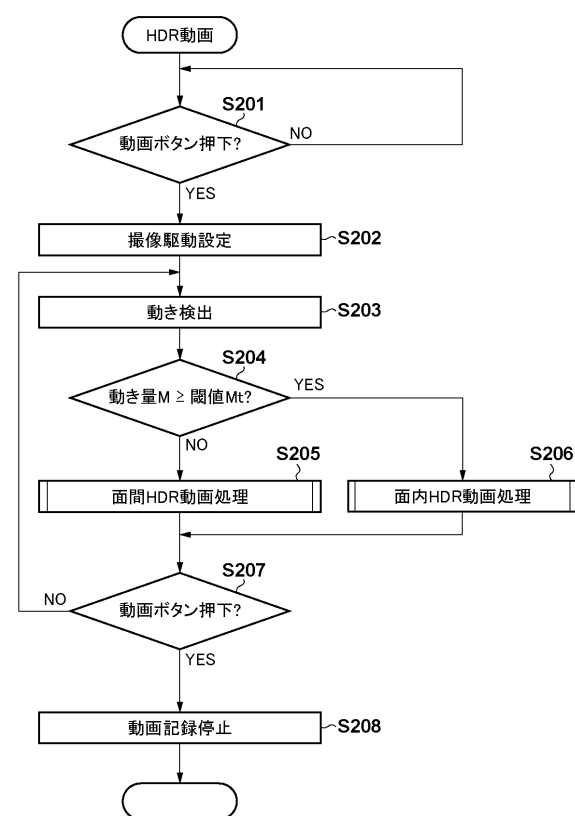 HDR動画
S201
動画ボタン押下?
NO
YES
撮像駆動設定
S202
動き検出
S203
S204
動き量M ≥ 閾値Mt?
YES
NO
S205
面間HDR動画処理
S206
面内HDR動画処理
S207
動画ボタン押下?
NO
YES
動画記録停止
S208